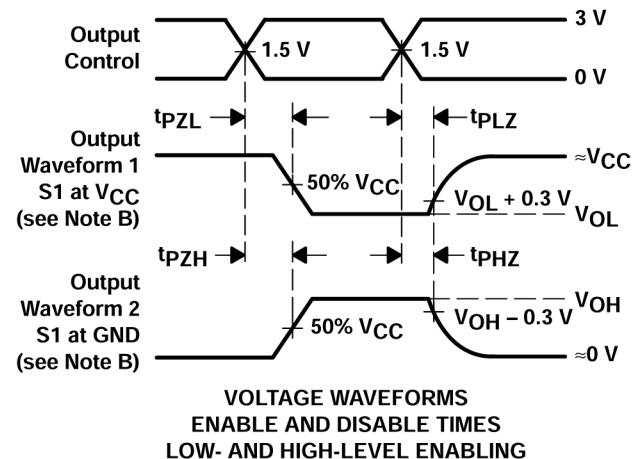 Output
Control
1.5 V
1.5 V
3 V
0 V
tPZL
tPLZ
Output
Waveform 1
S1 at VCC
(see Note B)
50% VCC
≈VCC
VOL + 0.3 V
VOL
tPZH
tPHZ
Output
Waveform 2
S1 at GND
(see Note B)
50% VCC
VOH
VOH – 0.3 V
≈0 V
VOLTAGE WAVEFORMS
ENABLE AND DISABLE TIMES
LOW- AND HIGH-LEVEL ENABLING